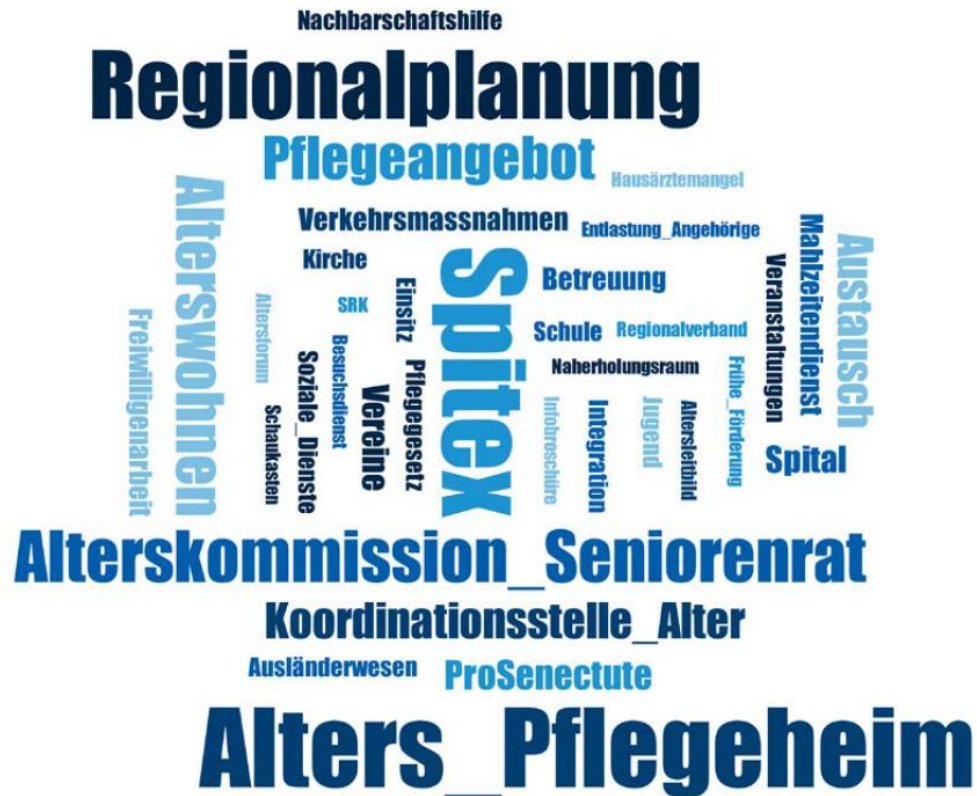 Nachbarschaftshilfe
Regionalplanung
Pflegeangebot
Hausärztemangel
Alterswohnen
Verkehrsmassnahmen
Entlastung_Angehörige
Mahlzeitendienst
Austausch
Kirche
Spitex
Betreuung
Veranstaltungen
Einsitz
SRK
Altersforum
Freiwilligenarbeit
Schule
Regionalverband
Besuchsdienst
Soziale_Dienste
Pflegegesetz
Naherholungsraum
Frühe_Förderung
Vereine
Schaukasten
Infobroschüre
Integration
Jugend
Altersleitbild
Spital
Alterskommission_Seniorenrat
Koordinationsstelle_Alter
Ausländerwesen
ProSenectute
Alters_Pflegeheim